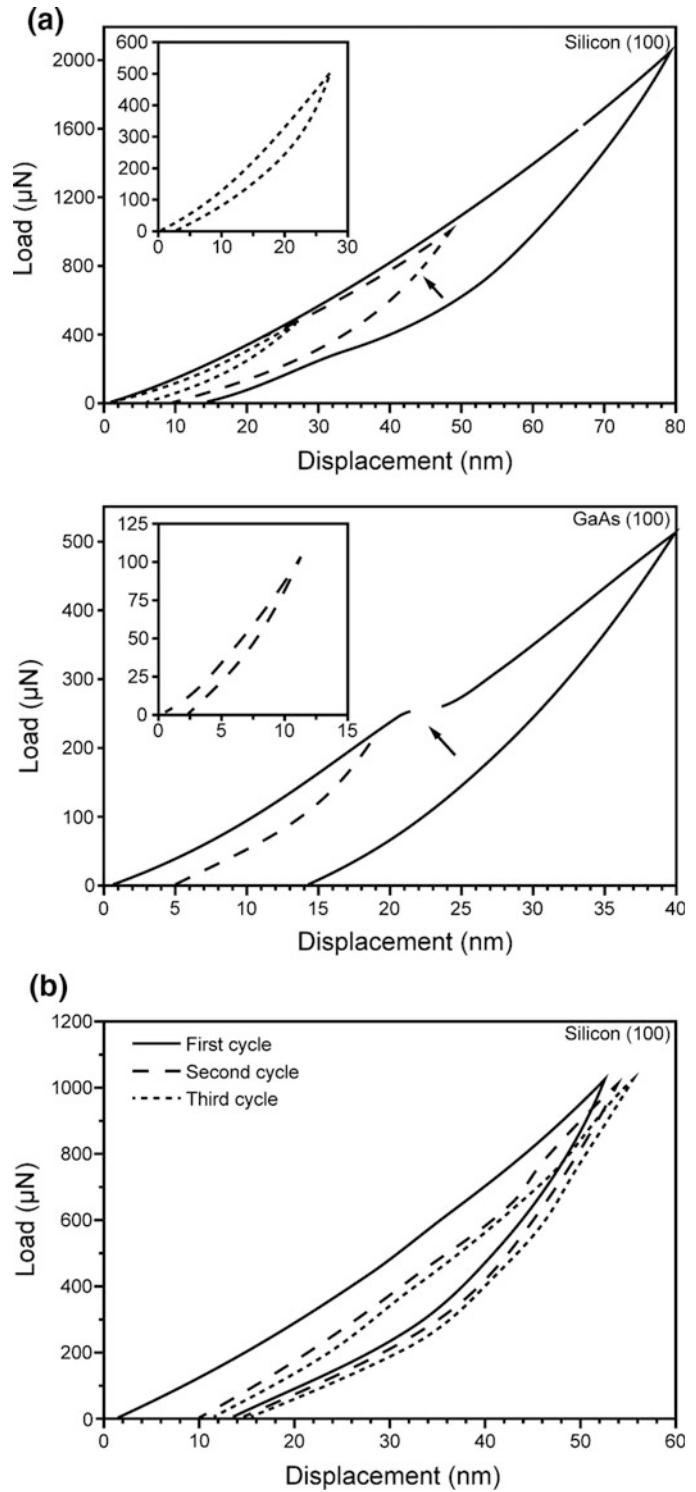 (a)
Silicon (100)
Load (μN)
2000
1600
1200
800
400
0
600
500
400
300
200
100
0
0 10 20 30
0 10 20 30 40 50 60 70 80
Displacement (nm)
GaAs (100)
Load (μN)
500
400
300
200
100
0
125
100
75
50
25
0
0 5 10 15
0 5 10 15 20 25 30 35 40
Displacement (nm)
(b)
Silicon (100)
First cycle
Second cycle
Third cycle
Load (μN)
1200
1000
800
600
400
200
0
0 10 20 30 40 50 60
Displacement (nm)